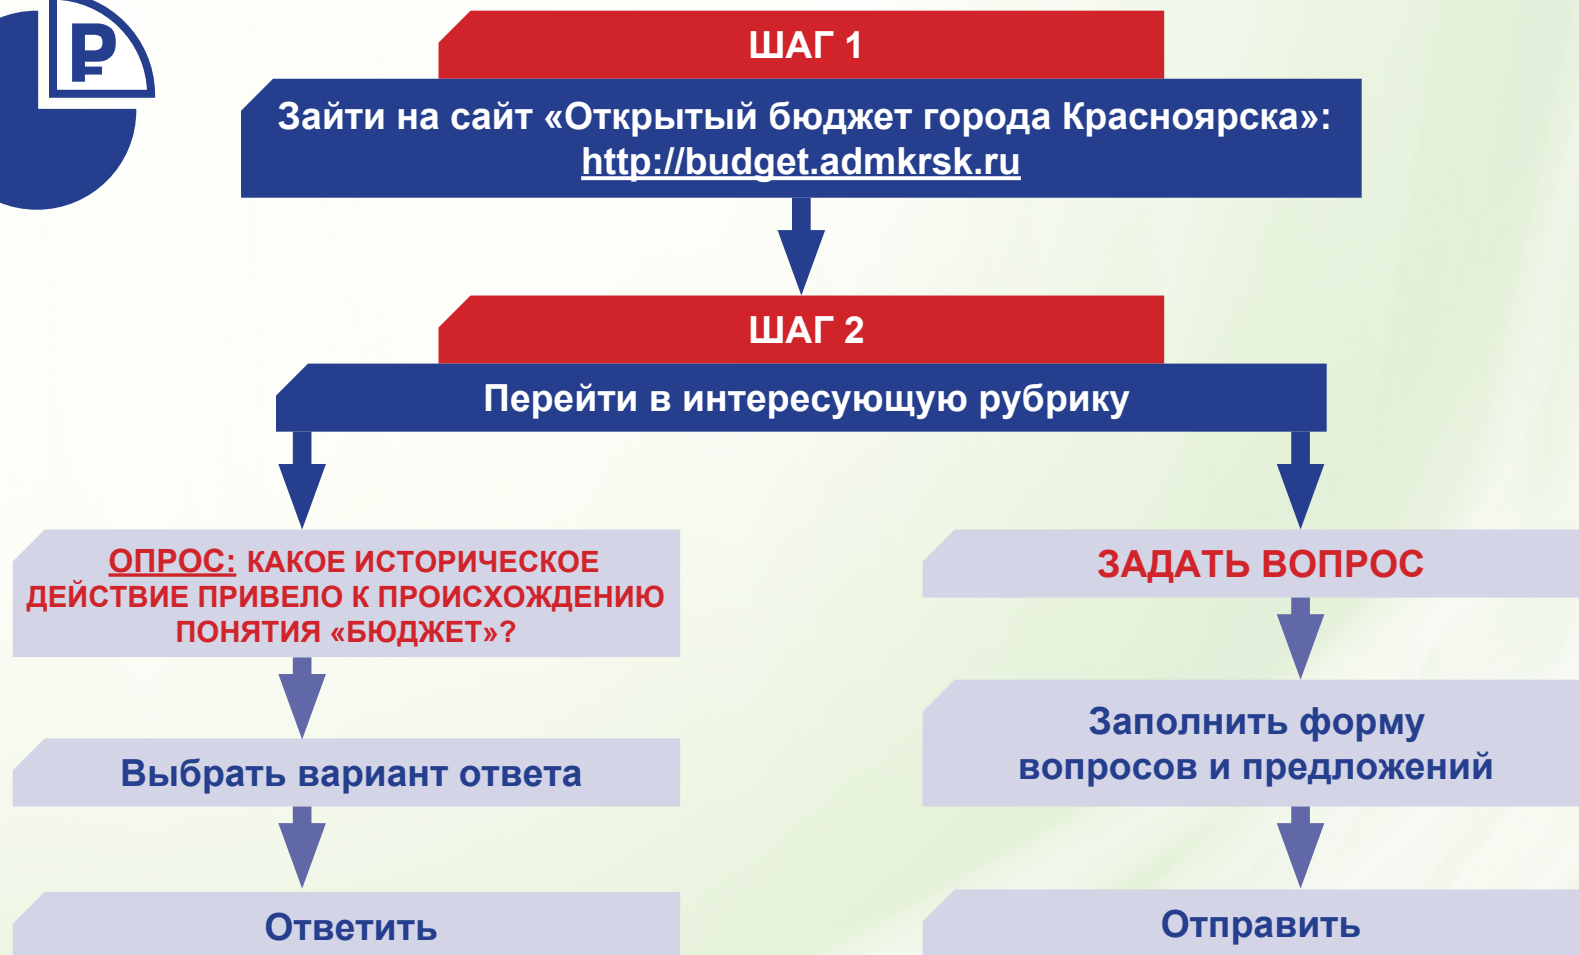 ШАГ 1
Зайти на сайт «Открытый бюджет города Красноярска»:
http://budget.admkrsk.ru
ШАГ 2
Перейти в интересующую рубрику
ОПРОС: КАКОЕ ИСТОРИЧЕСКОЕ
ДЕЙСТВИЕ ПРИВЕЛО К ПРОИСХОЖДЕНИЮ
ПОНЯТИЯ «БЮДЖЕТ»?
Выбрать вариант ответа
Ответить
ЗАДАТЬ ВОПРОС
Заполнить форму
вопросов и предложений
Отправить